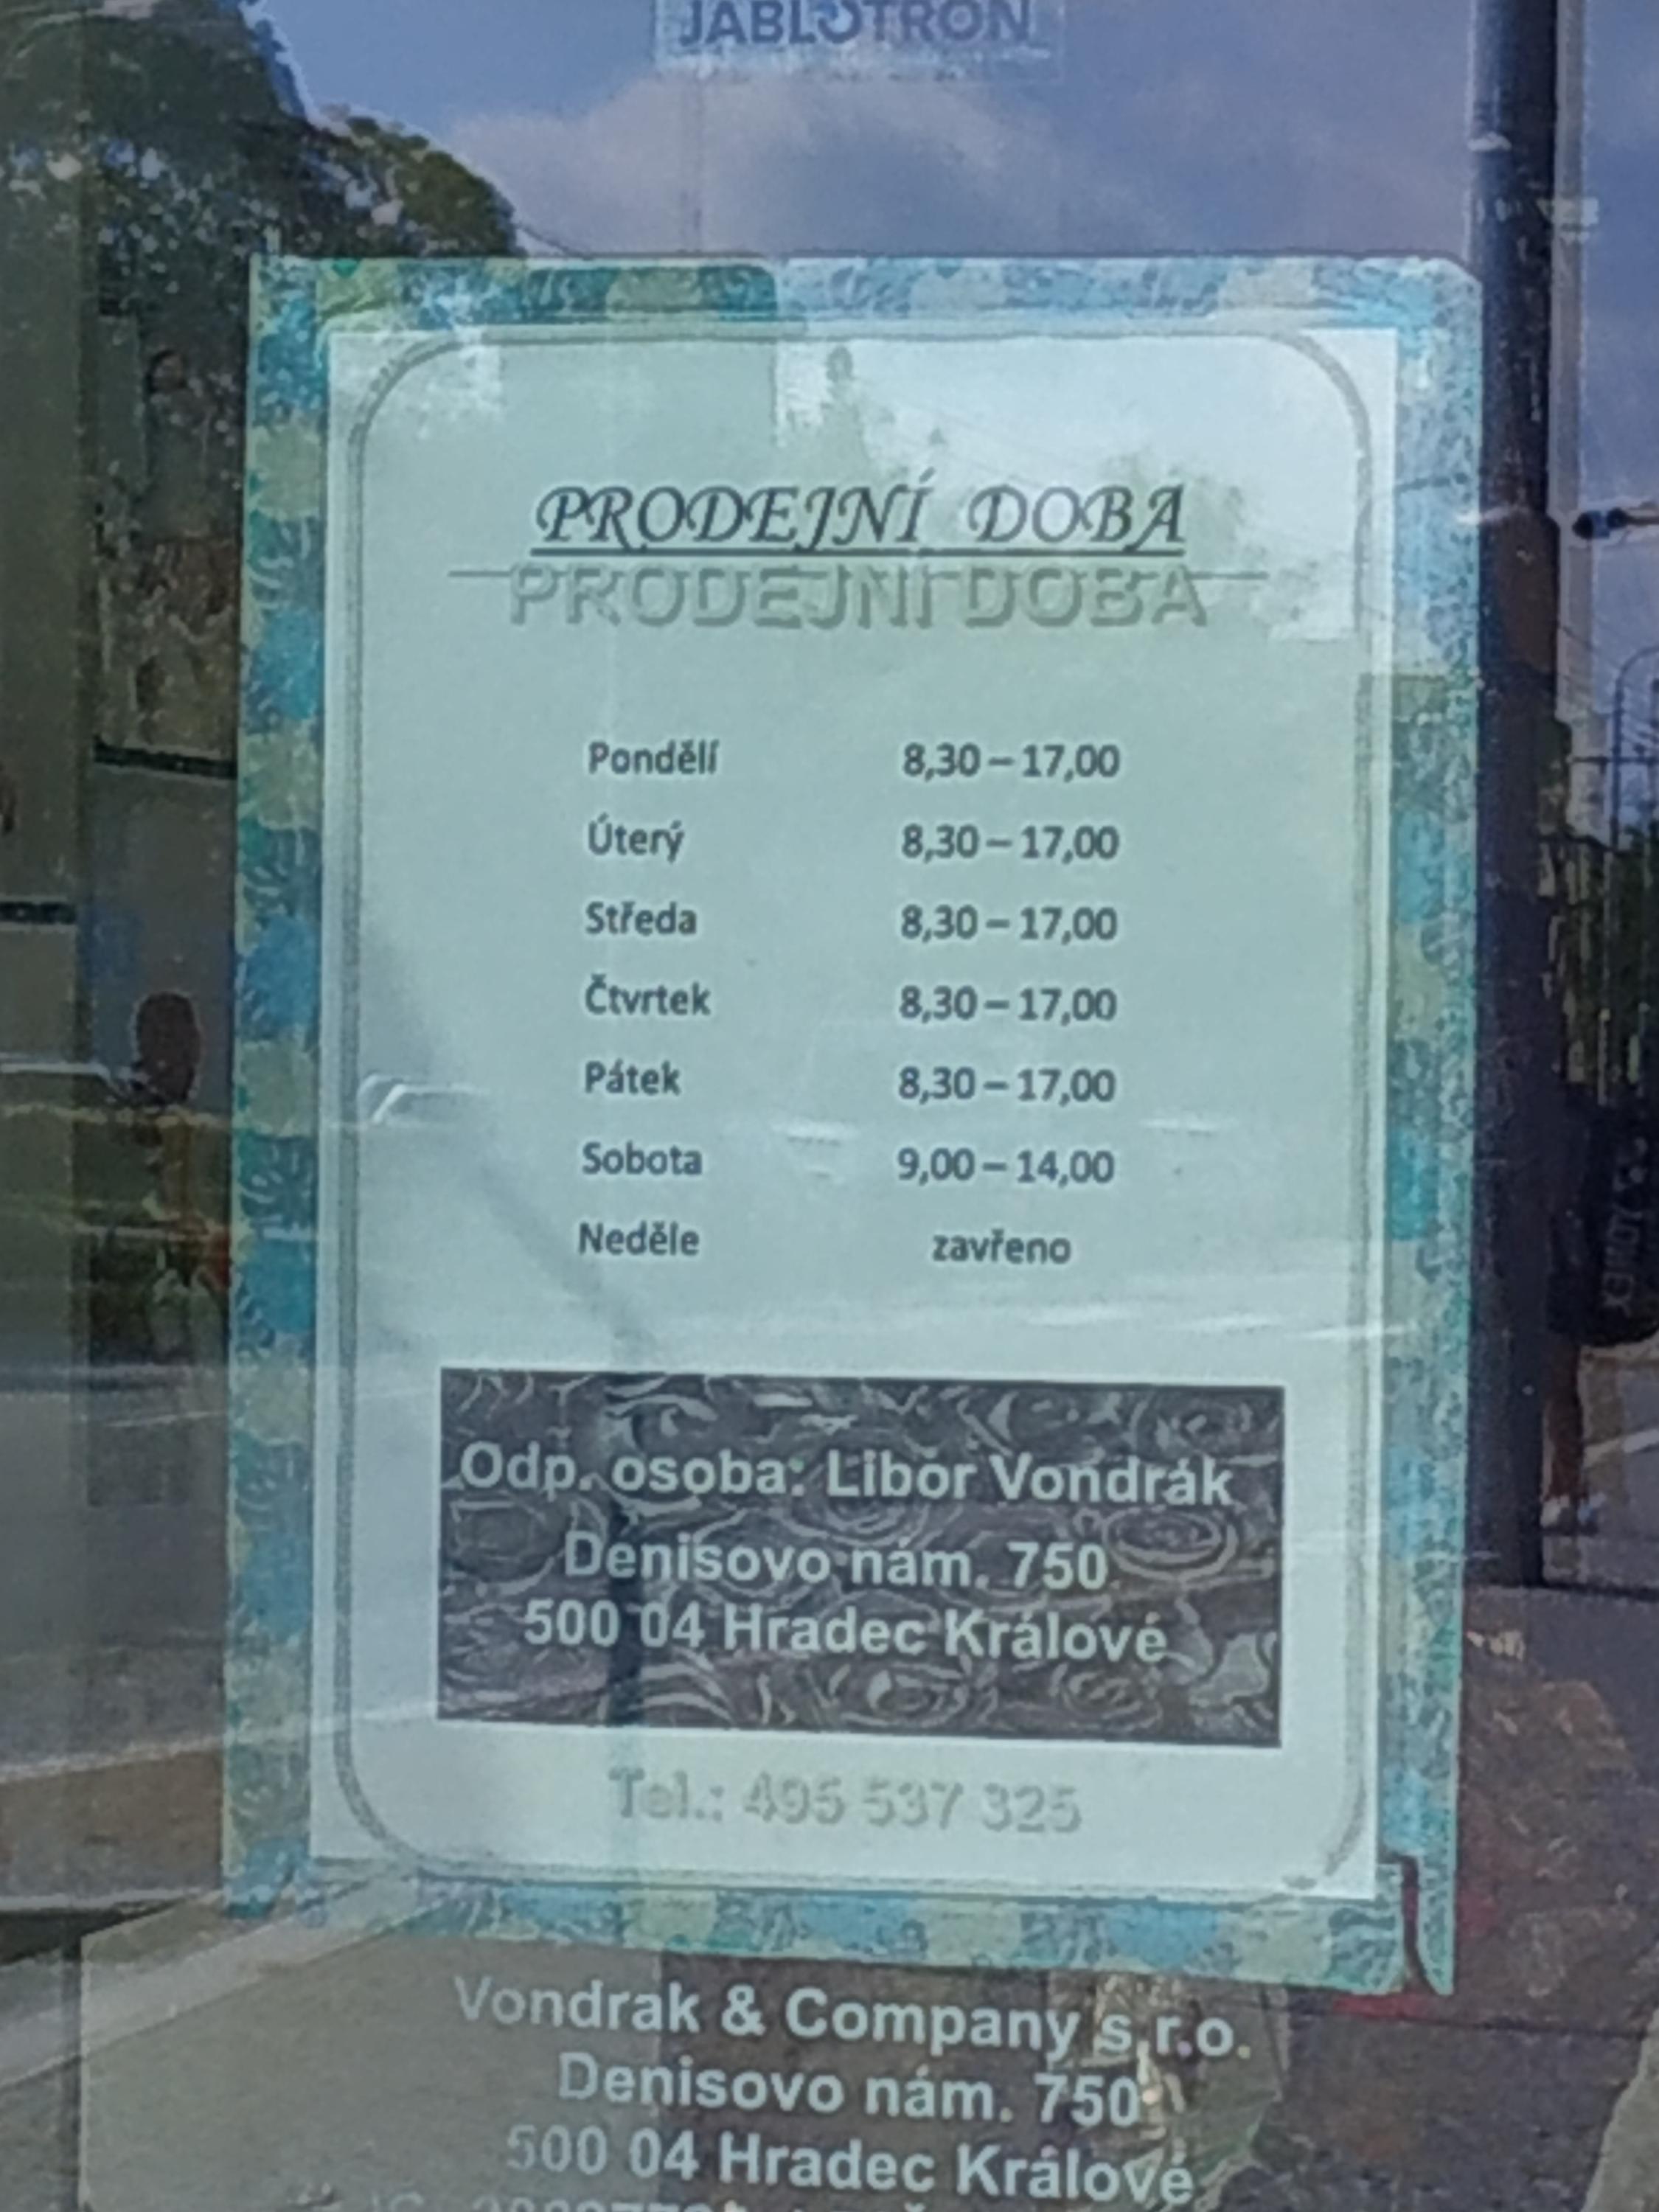 JABLOTRON
PRODEJNÍ DOBA
PRODEJNÍ DOBA
Pondělí 8,30 – 17,00
Úterý 8,30 – 17,00
Středa 8,30 – 17,00
Čtvrtek 8,30 – 17,00
Pátek 8,30 – 17,00
Sobota 9,00 – 14,00
Neděle zavřeno
Odp. osoba: Libor Vondrák
Denisovo nám. 750
500 04 Hradec Králové
Tel.: 495 537 325
Vondrak & Company s.r.o.
Denisovo nám. 750
500 04 Hradec Králové